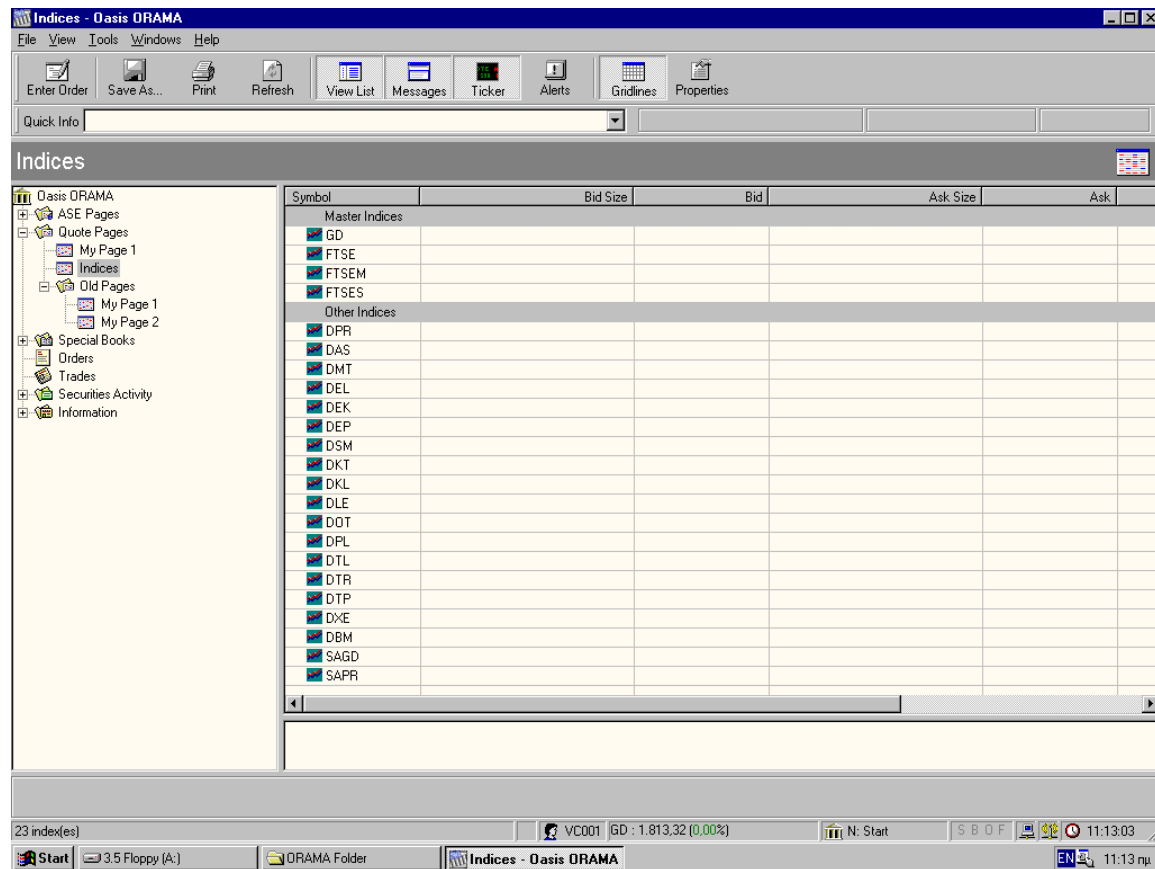 Indices - Oasis ORAMA
File View Tools Windows Help
Enter Order Save As... Print Refresh View List Messages Ticker Alerts Gridlines Properties
Quick Info
Indices
Oasis ORAMA
ASE Pages
Quote Pages
My Page 1
Indices
Old Pages
My Page 1
My Page 2
Special Books
Orders
Trades
Securities Activity
Information
Symbol Bid Size Bid Ask Size Ask
Master Indices
GD
FTSE
FTSEM
FTSES
Other Indices
DPR
DAS
DMT
DEL
DEK
DEP
DSM
DKT
DKL
DLE
DOT
DPL
DTL
DTR
DTP
DXE
DBM
SAGD
SAPR
23 index(es) VC001 GD : 1.813,32 (0,00%) N: Start S B O F 11:13:03
Start 3.5 Floppy (A:) ORAMA Folder Indices - Oasis ORAMA EN 11:13 πμ